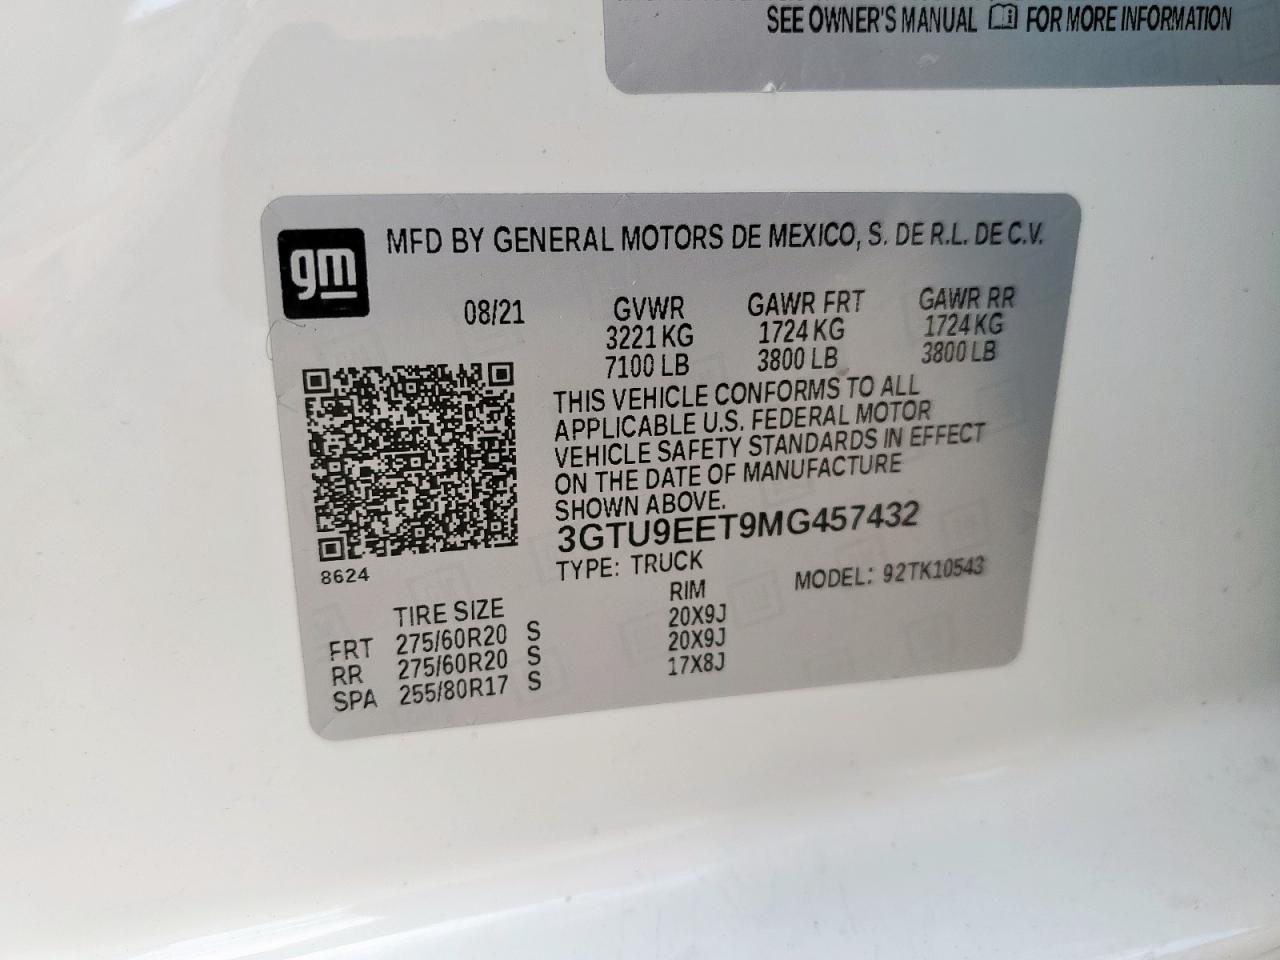 SEE OWNER'S MANUAL FOR MORE INFORMATION
gm
MFD BY GENERAL MOTORS DE MEXICO, S. DE R.L. DE C.V.
08/21 GVWR GAWR FRT GAWR RR
3221 KG 1724 KG 1724 KG
7100 LB 3800 LB 3800 LB
THIS VEHICLE CONFORMS TO ALL
APPLICABLE U.S. FEDERAL MOTOR
VEHICLE SAFETY STANDARDS IN EFFECT
ON THE DATE OF MANUFACTURE
SHOWN ABOVE.
3GTU9EET9MG457432
8624
TYPE: TRUCK MODEL: 92TK10543
TIRE SIZE RIM
FRT 275/60R20 S 20X9J
RR 275/60R20 S 20X9J
SPA 255/80R17 S 17X8J